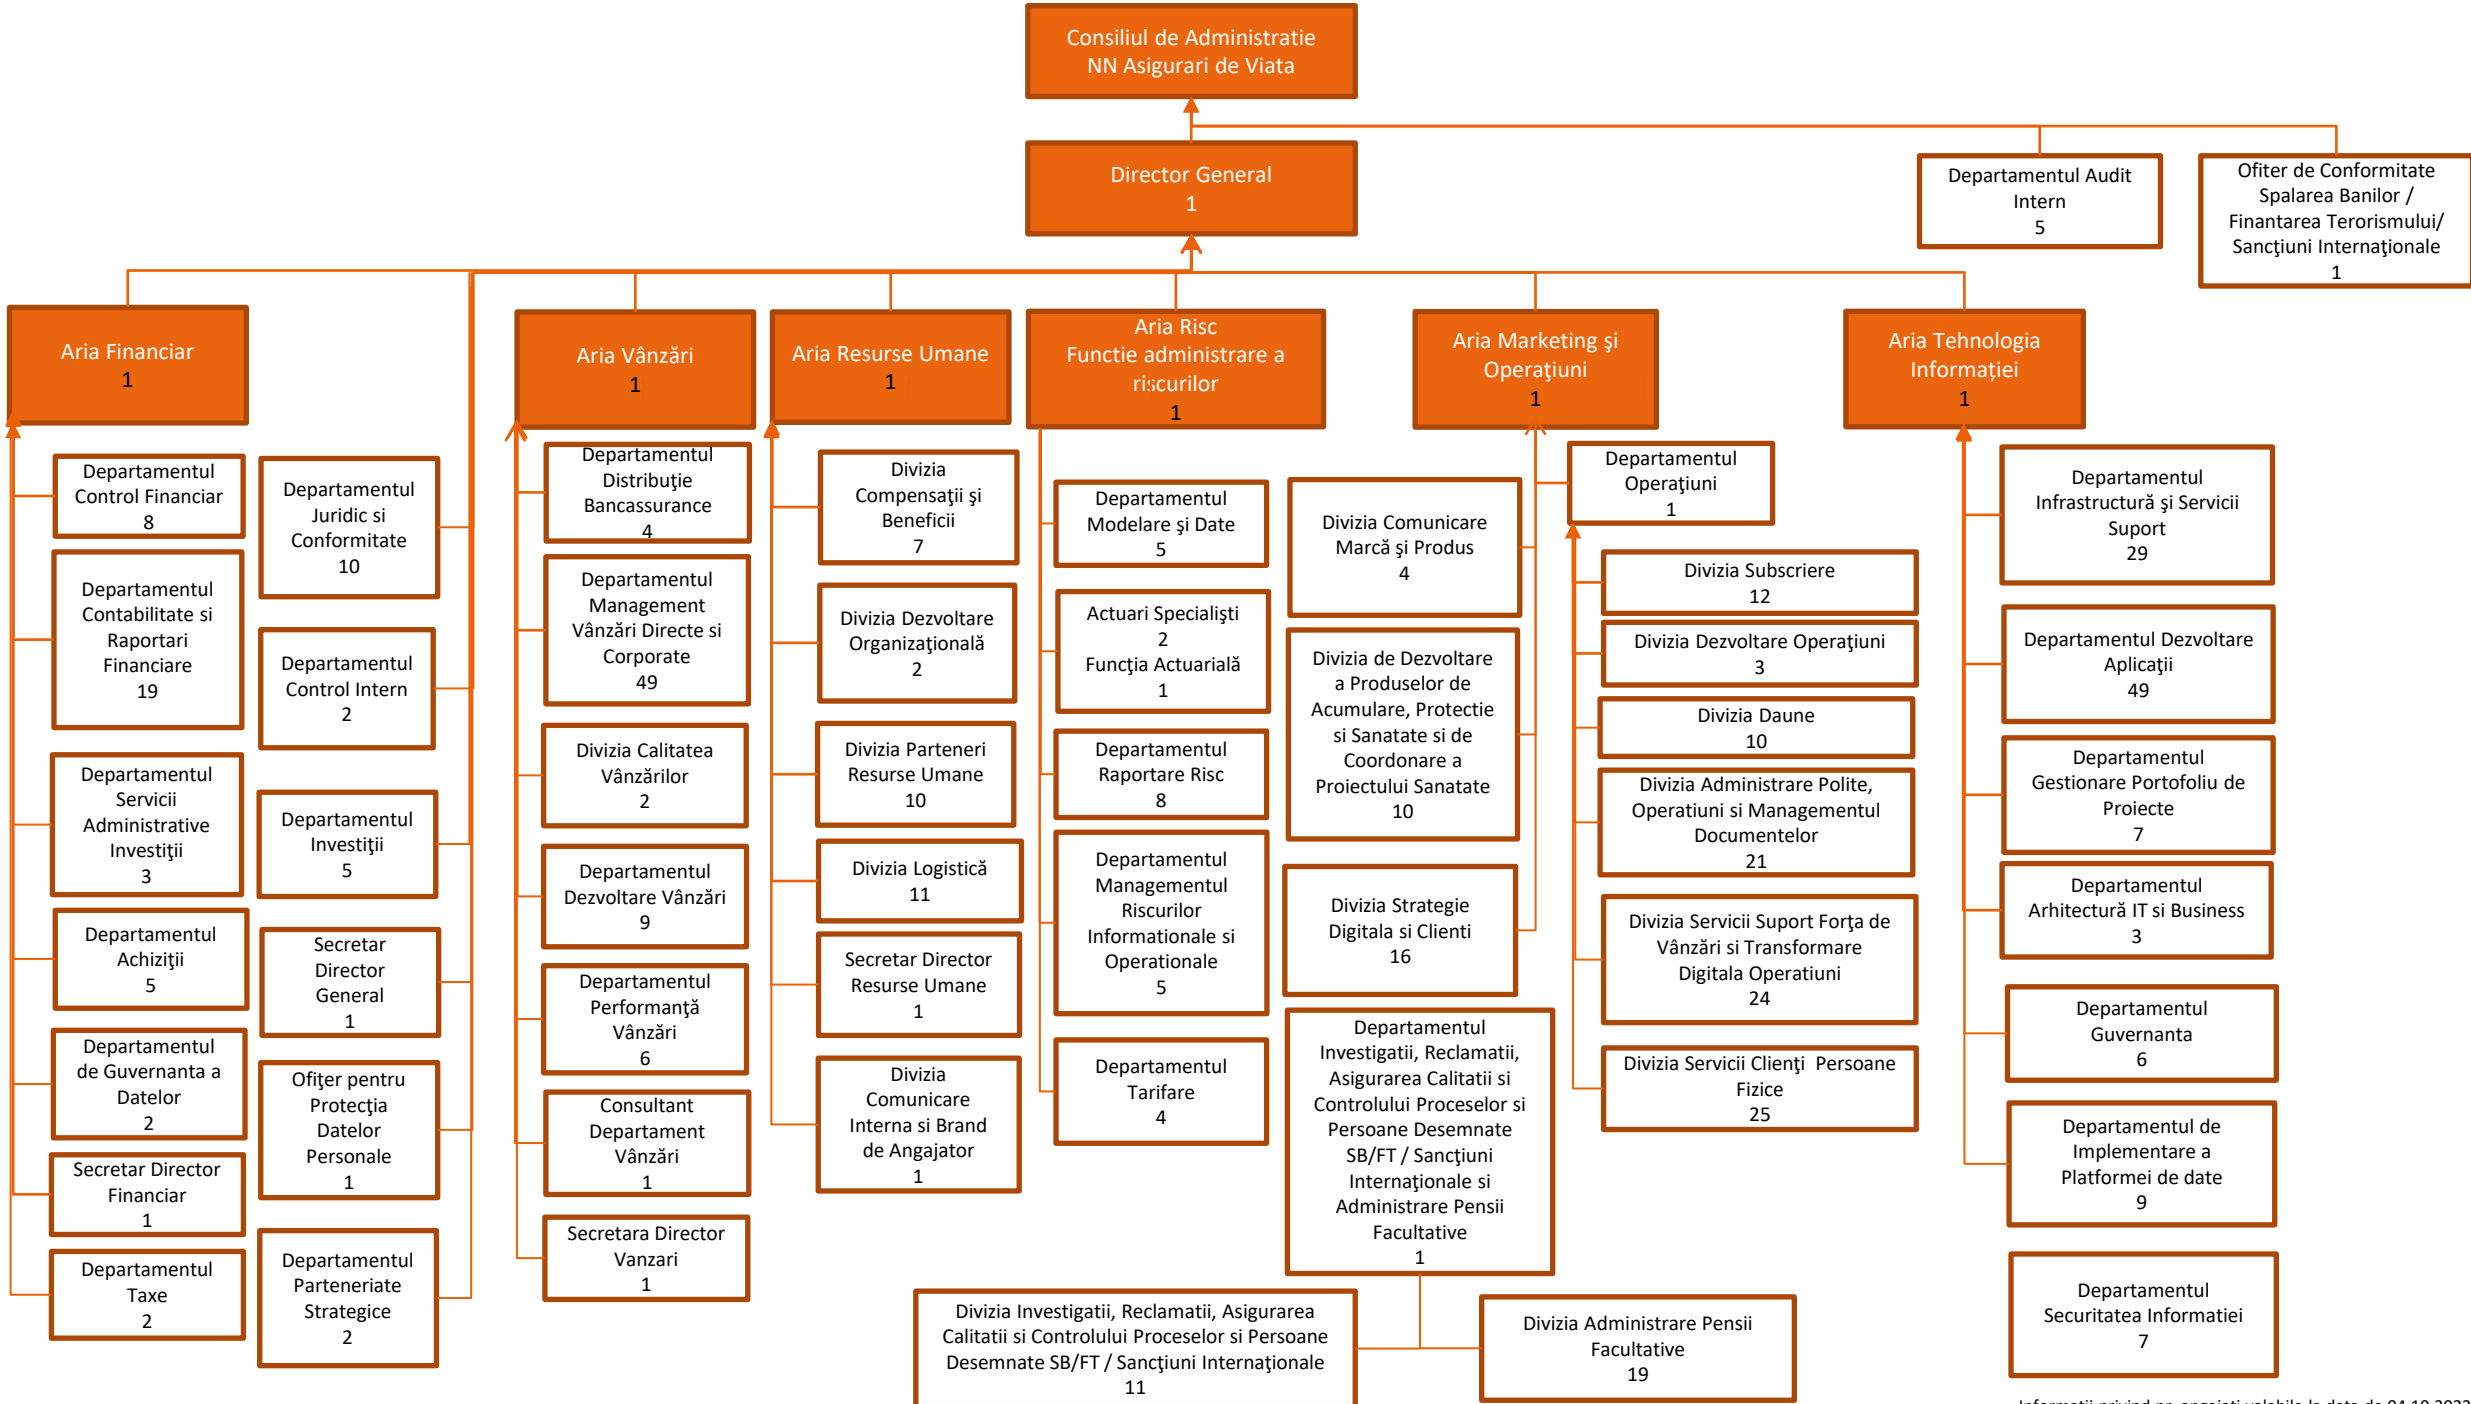 Consiliul de Administratie
NN Asigurari de Viata
Director General
1
Departamentul Audit
Intern
5
Ofiter de Conformitate
Spalarea Banilor /
Finantarea Terorismului/
Sancţiuni Internaţionale
1
Aria Financiar
1
Aria Vânzări
1
Aria Resurse Umane
1
Aria Risc
Functie administrare a
riscurilor
1
Aria Marketing şi
Operaţiuni
1
Aria Tehnologia
Informației
1
Departamentul
Control Financiar
8
Departamentul
Contabilitate si
Raportari
Financiare
19
Departamentul
Servicii
Administrative
Investiţii
3
Departamentul
Achiziţii
5
Departamentul
de Guvernanta a
Datelor
2
Secretar Director
Financiar
1
Departamentul
Taxe
2
Departamentul
Juridic si
Conformitate
10
Departamentul
Control Intern
2
Departamentul
Investiţii
5
Secretar
Director
General
1
Ofiţer pentru
Protecţia
Datelor
Personale
1
Departamentul
Parteneriate
Strategice
2
Departamentul
Distribuţie
Bancassurance
4
Departamentul
Management
Vânzări Directe si
Corporate
49
Divizia Calitatea
Vânzărilor
2
Departamentul
Dezvoltare Vânzări
9
Departamentul
Performanţă
Vânzări
6
Consultant
Departament
Vânzări
1
Secretara Director
Vanzari
1
Divizia
Compensaţii şi
Beneficii
7
Divizia Dezvoltare
Organizaţională
2
Divizia Parteneri
Resurse Umane
10
Divizia Logistică
11
Secretar Director
Resurse Umane
1
Divizia
Comunicare
Interna si Brand
de Angajator
1
Departamentul
Modelare şi Date
5
Actuari Specialişti
2
Funcţia Actuarială
1
Departamentul
Raportare Risc
8
Departamentul
Managementul
Riscurilor
Informationale si
Operationale
5
Departamentul
Tarifare
4
Divizia Comunicare
Marcă şi Produs
4
Divizia de Dezvoltare
a Produselor de
Acumulare, Protectie
si Sanatate si de
Coordonare a
Proiectului Sanatate
10
Divizia Strategie
Digitala si Clienti
16
Departamentul
Investigatii, Reclamatii,
Asigurarea Calitatii si
Controlului Proceselor si
Persoane Desemnate
SB/FT / Sancţiuni
Internaţionale si
Administrare Pensii
Facultative
1
Divizia Investigatii, Reclamatii, Asigurarea
Calitatii si Controlului Proceselor si Persoane
Desemnate SB/FT / Sancţiuni Internaţionale
11
Divizia Administrare Pensii
Facultative
19
Departamentul
Operaţiuni
1
Divizia Subscriere
12
Divizia Dezvoltare Operaţiuni
3
Divizia Daune
10
Divizia Administrare Polite,
Operatiuni si Managementul
Documentelor
21
Divizia Servicii Suport Forţa de
Vânzări si Transformare
Digitala Operatiuni
24
Divizia Servicii Clienţi Persoane
Fizice
25
Departamentul
Infrastructură şi Servicii
Suport
29
Departamentul Dezvoltare
Aplicaţii
49
Departamentul
Gestionare Portofoliu de
Proiecte
7
Departamentul
Arhitectură IT si Business
3
Departamentul
Guvernanta
6
Departamentul de
Implementare a
Platformei de date
9
Departamentul
Securitatea Informatiei
7